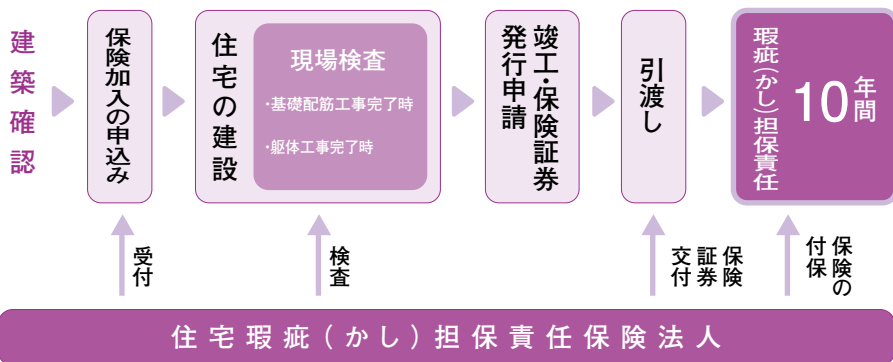 建築確認
保険加入の申込み
住宅の建設
現場検査
・基礎配筋工事完了時
・躯体工事完了時
竣工・保険証券
発行申請
引渡し
瑕疵(かし)担保責任
10年間
受付
検査
保険
証券
交付
保険の
付保
住宅瑕疵(かし)担保責任保険法人